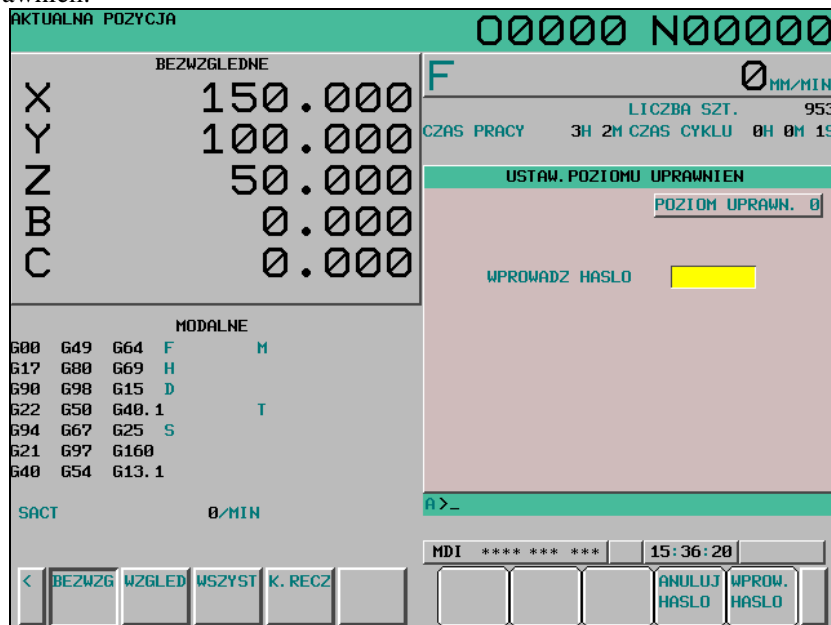 AKTUALNA POZYCJA O0000 N00000
BEZWZGLEDNE
X 150.000
Y 100.000
Z 50.000
B 0.000
C 0.000
F 0 MM/MIN
LICZBA SZT. 953
CZAS PRACY 3H 2M CZAS CYKLU 0H 0M
USTAW.POZIOMU UPRAWNIEN
POZIOM UPRAWN. 0
WPROWADZ HASLO
MODALNE
G00 G49 G64 F M
G17 G80 G69 H
G90 G98 G15 D
G22 G50 G40.1 T
G94 G67 G25 S
G21 G97 G160
G40 G54 G13.1
SACT 0/MIN
A>_
MDI **** *** *** 15:36:20
< BEZWZG WZGLED WSZYST K.RECZ
ANULUJ HASLO
WPROW. HASLO